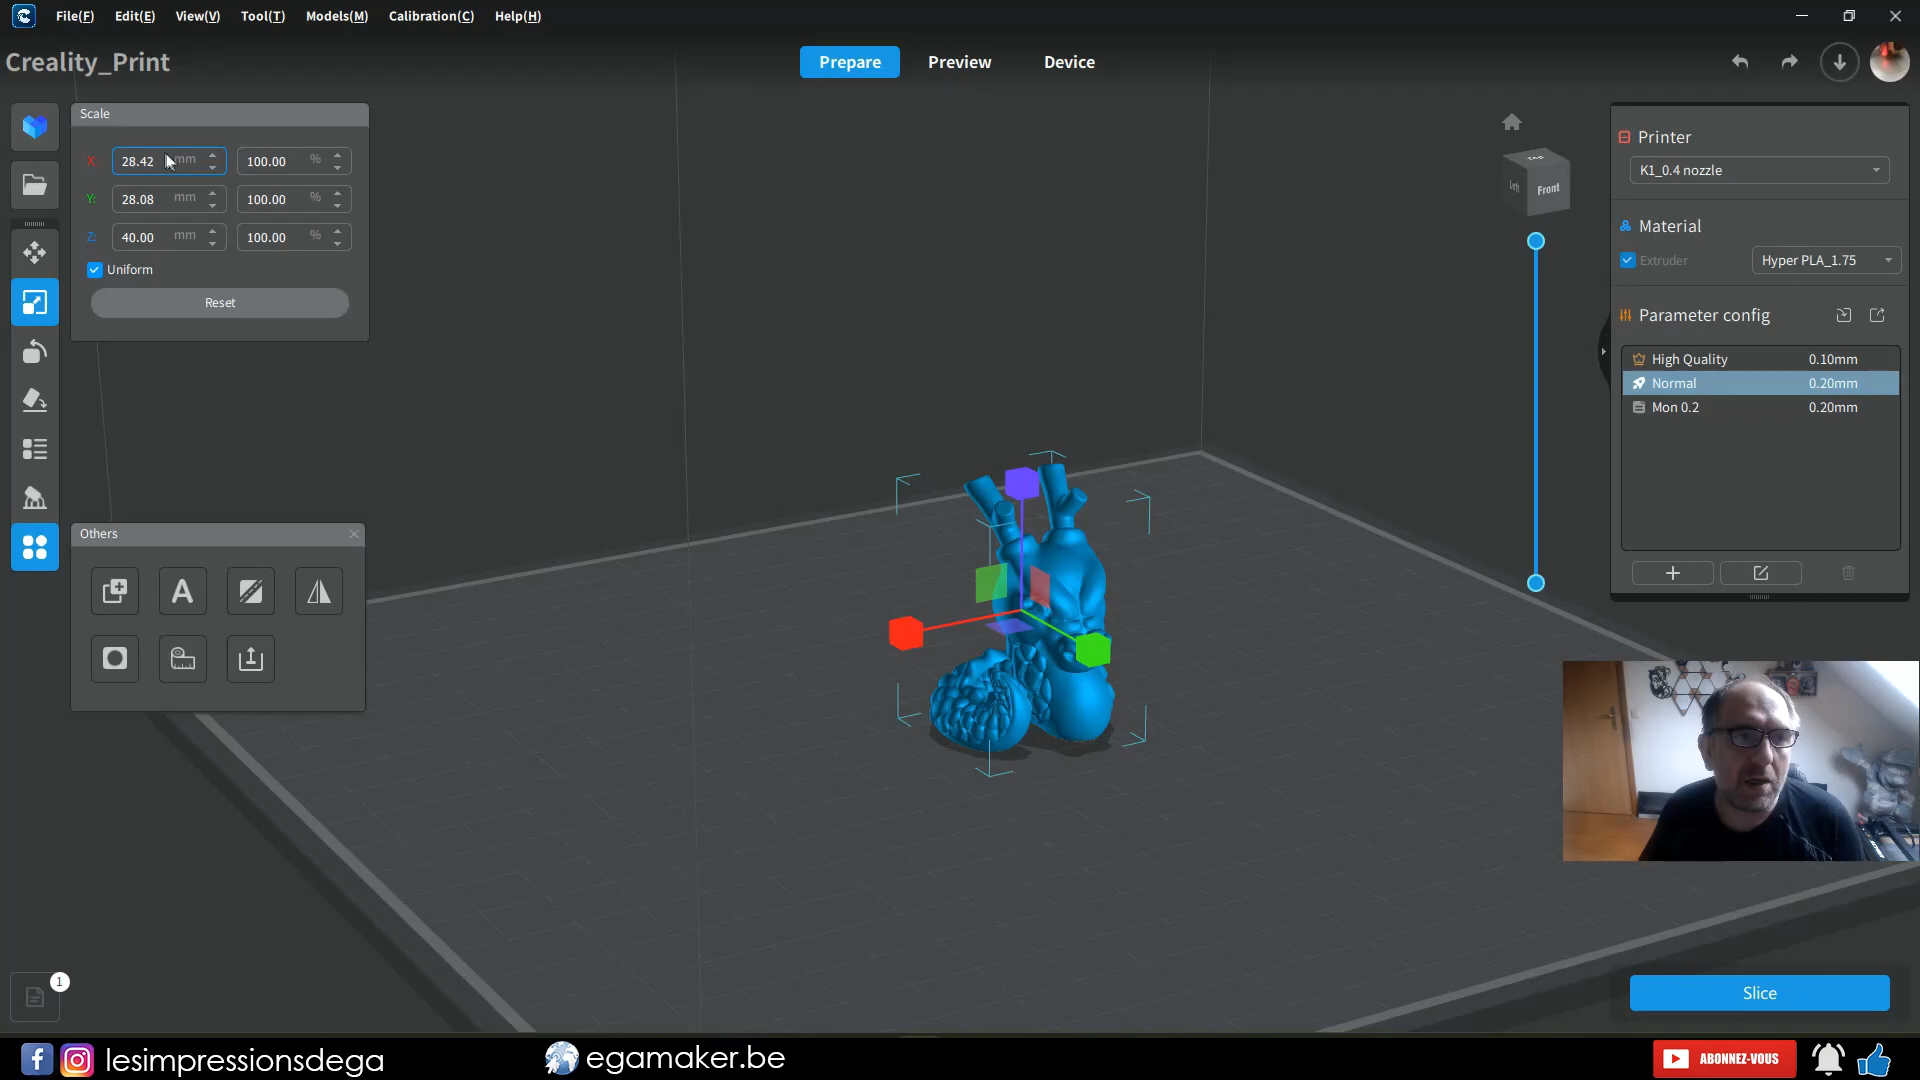 File(F) Edit(E) View(V) Tool(T) Models(M) Calibration(C) Help(H)
Creality_Print
Prepare Preview Device
Scale
X: 28.42 mm 100.00 %
Y: 28.08 mm 100.00 %
Z: 40.00 mm 100.00 %
Uniform
Reset
Others
A
Top
Left Front
Printer
K1_0.4 nozzle
Material
Extruder Hyper PLA_1.75
Parameter config
High Quality 0.10mm
Normal 0.20mm
Mon 0.2 0.20mm
1
Slice
lesimpressionsdega egamaker.be ABONNEZ-VOUS